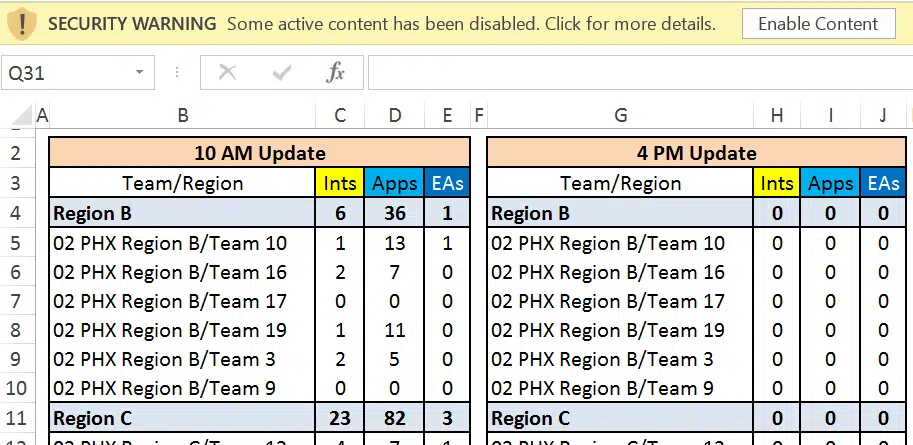 SECURITY WARNING Some active content has been disabled. Click for more details. Enable Content
Q31 fx
A B C D E F G H I J
2 10 AM Update 4 PM Update
3 Team/Region Ints Apps EAs Team/Region Ints Apps EAs
4 Region B 6 36 1 Region B 0 0 0
5 02 PHX Region B/Team 10 1 13 1 02 PHX Region B/Team 10 0 0 0
6 02 PHX Region B/Team 16 2 7 0 02 PHX Region B/Team 16 0 0 0
7 02 PHX Region B/Team 17 0 0 0 02 PHX Region B/Team 17 0 0 0
8 02 PHX Region B/Team 19 1 11 0 02 PHX Region B/Team 19 0 0 0
9 02 PHX Region B/Team 3 2 5 0 02 PHX Region B/Team 3 0 0 0
10 02 PHX Region B/Team 9 0 0 0 02 PHX Region B/Team 9 0 0 0
11 Region C 23 82 3 Region C 0 0 0